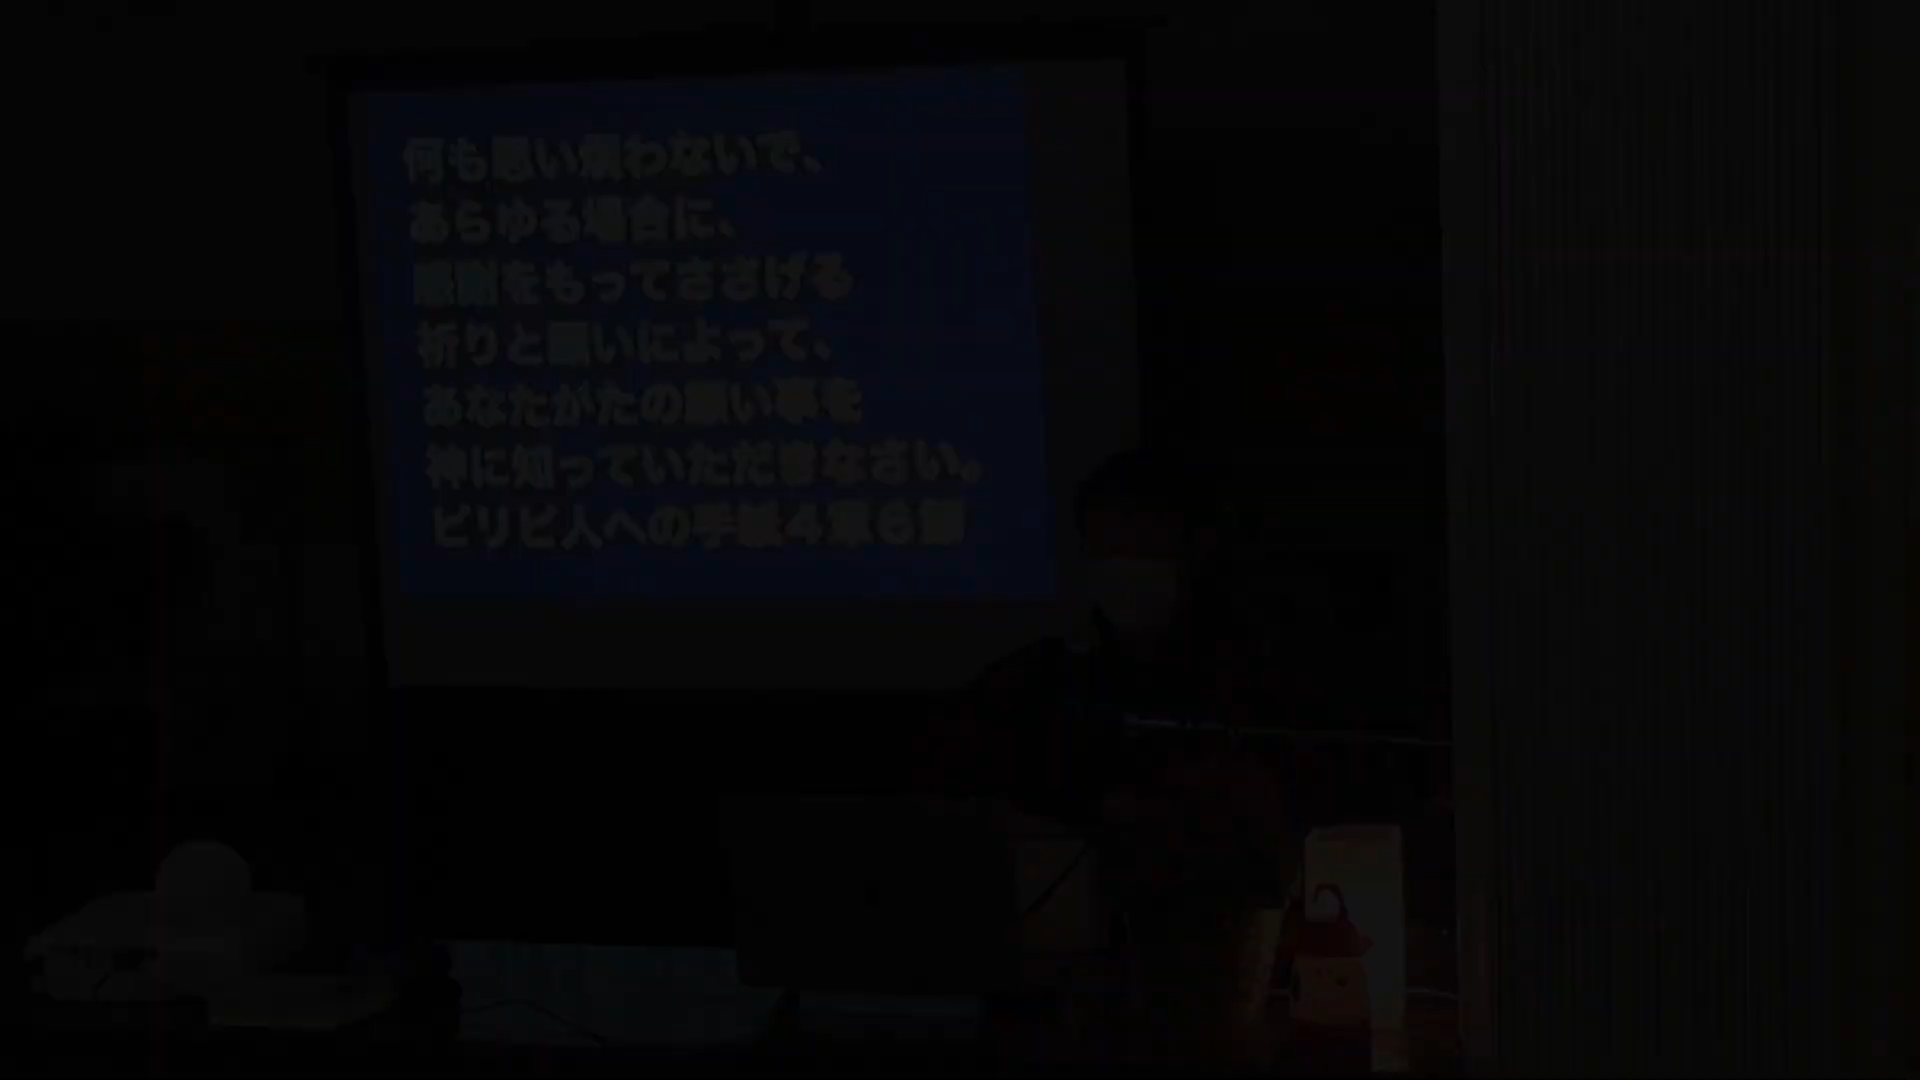 何も思い煩わないで、
あらゆる場合に、
感謝をもってささげる
祈りと願いによって、
あなたがたの願い事を
神に知っていただきなさい。
ピリピ人への手紙４章６節